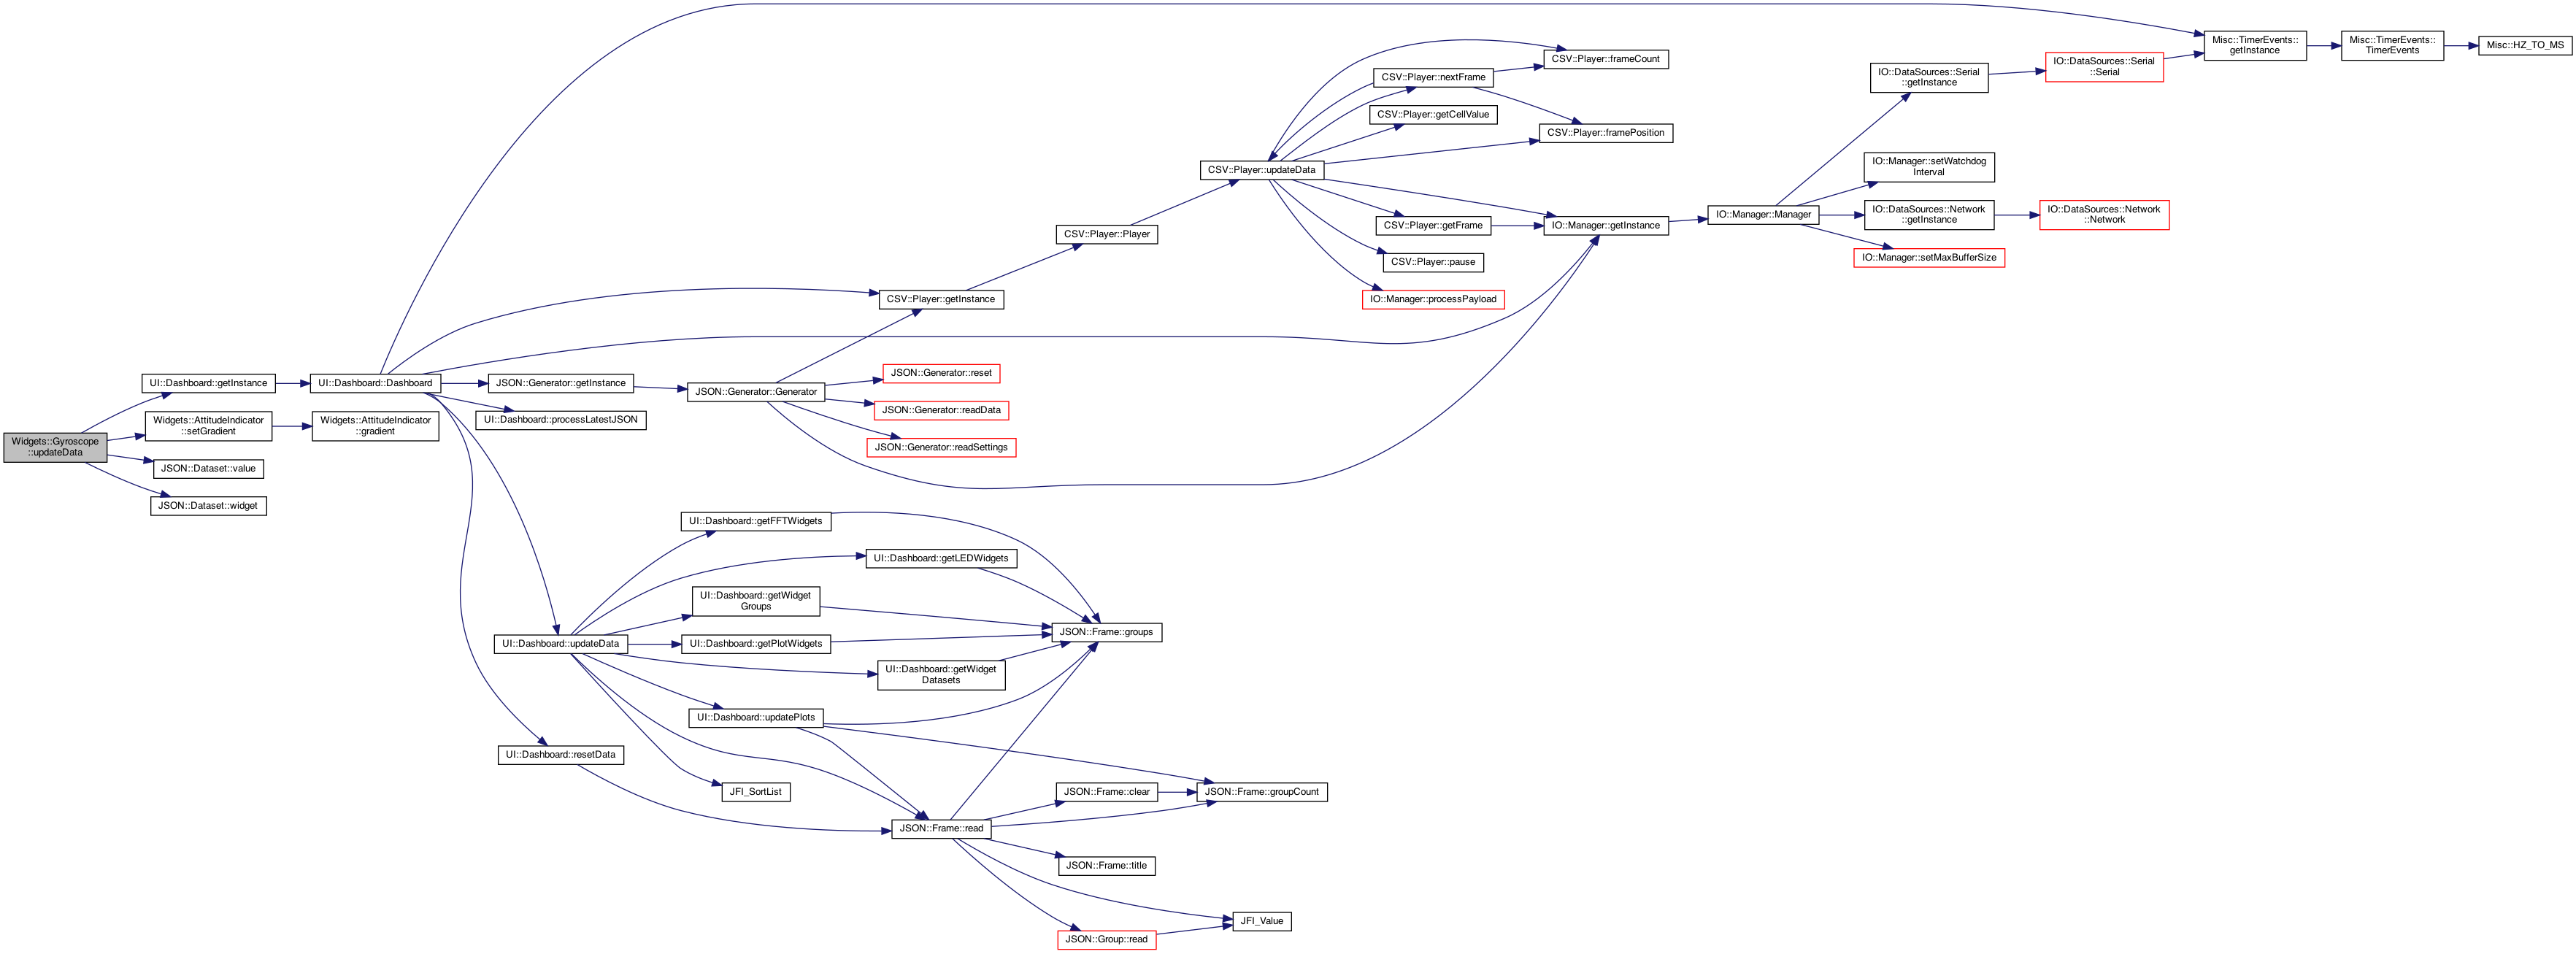 Widgets::Gyroscope
::updateData
UI::Dashboard::getInstance
Widgets::AttitudeIndicator
::setGradient
JSON::Dataset::value
JSON::Dataset::widget
UI::Dashboard::Dashboard
Widgets::AttitudeIndicator
::gradient
JSON::Generator::getInstance
UI::Dashboard::processLatestJSON
UI::Dashboard::updateData
UI::Dashboard::resetData
JSON::Generator::Generator
UI::Dashboard::getFFTWidgets
UI::Dashboard::getLEDWidgets
UI::Dashboard::getWidget
Groups
UI::Dashboard::getPlotWidgets
UI::Dashboard::getWidget
Datasets
UI::Dashboard::updatePlots
JFI_SortList
CSV::Player::getInstance
JSON::Generator::reset
JSON::Generator::readData
JSON::Generator::readSettings
JSON::Frame::read
CSV::Player::Player
JSON::Frame::groups
JSON::Frame::clear
JSON::Frame::groupCount
JSON::Frame::title
JFI_Value
JSON::Group::read
CSV::Player::updateData
CSV::Player::nextFrame
CSV::Player::getCellValue
CSV::Player::getFrame
CSV::Player::pause
IO::Manager::processPayload
CSV::Player::frameCount
CSV::Player::framePosition
IO::Manager::getInstance
IO::Manager::Manager
IO::DataSources::Serial
::getInstance
IO::Manager::setWatchdog
Interval
IO::DataSources::Network
::getInstance
IO::Manager::setMaxBufferSize
IO::DataSources::Serial
::Serial
IO::DataSources::Network
::Network
Misc::TimerEvents::
getInstance
Misc::TimerEvents::
TimerEvents
Misc::HZ_TO_MS